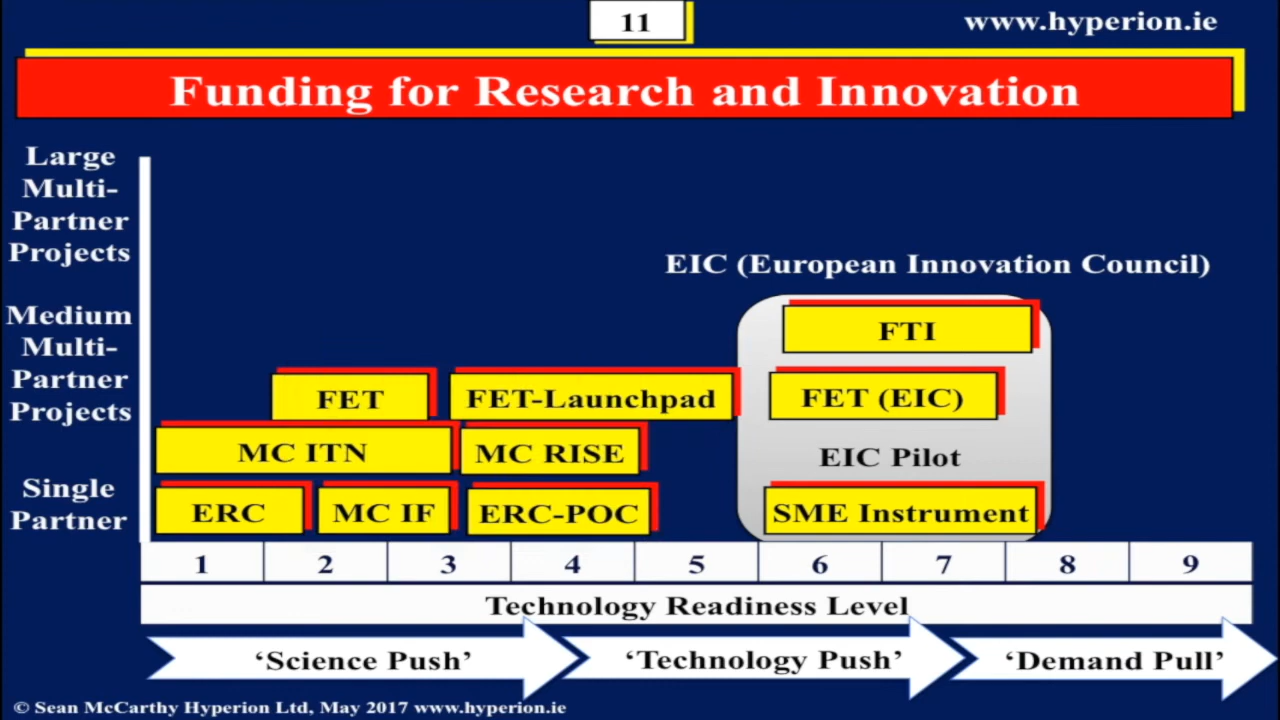 11
www.hyperion.ie
Funding for Research and Innovation
Large
Multi-
Partner
Projects
EIC (European Innovation Council)
Medium
Multi-
Partner
Projects
FTI
FET
FET-Launchpad
FET (EIC)
MC ITN
MC RISE
EIC Pilot
Single
Partner
ERC
MC IF
ERC-POC
SME Instrument
1 2 3 4 5 6 7 8 9
Technology Readiness Level
‘Science Push’
‘Technology Push’
‘Demand Pull’
© Sean McCarthy Hyperion Ltd, May 2017 www.hyperion.ie